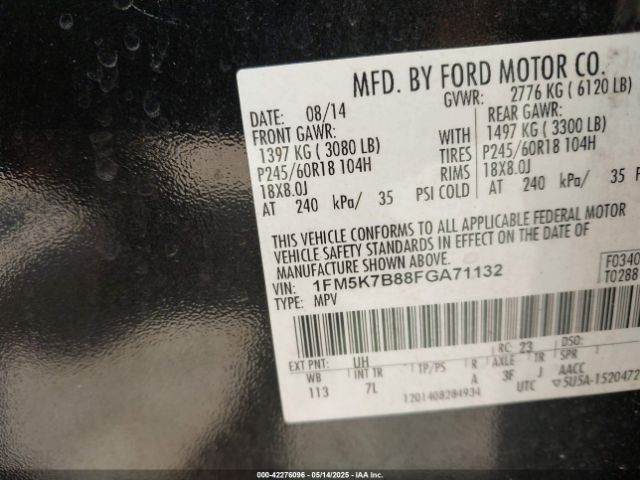 MFD. BY FORD MOTOR CO.
DATE: 08/14 GVWR: 2776 KG ( 6120 LB)
FRONT GAWR: REAR GAWR:
1397 KG ( 3080 LB) WITH 1497 KG ( 3300 LB)
P245/60R18 104H TIRES P245/60R18 104H
18X8.0J RIMS 18X8.0J
AT 240 kPa/ 35 PSI COLD AT 240 kPa/ 35 P
THIS VEHICLE CONFORMS TO ALL APPLICABLE FEDERAL MOTOR
VEHICLE SAFETY STANDARDS IN EFFECT ON THE DATE OF
MANUFACTURE SHOWN ABOVE.
VIN: 1FM5K7B88FGA71132 F0340
TYPE: MPV T0288
EXT PNT: UH RC: 23 DSO:
WB INT TR TP/PS R AXLE TR SPR
113 7L A 3F J AACC
1201408284934 UTC 5U5A-1520472
000-42276096 - 05/14/2025 - IAA Inc.